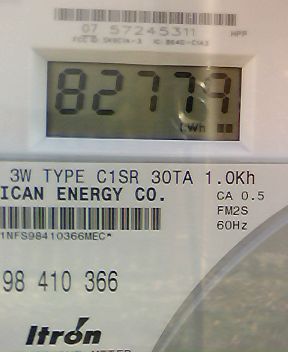 07 57245311
HPP
82779
kWh
3W TYPE C1SR 30TA 1.0Kh
ICAN ENERGY CO.
CA 0.5
FM2S
60Hz
1NFS98410366MEC*
98 410 366
Itron